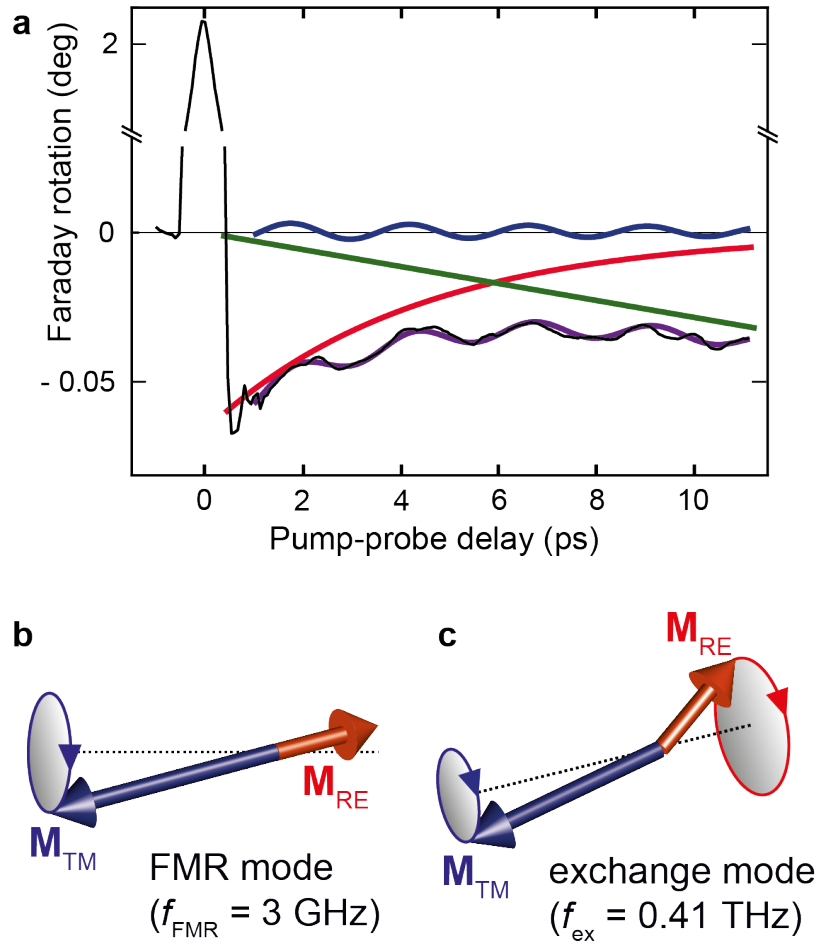 a
Faraday rotation (deg)
2
0
- 0.05
0 2 4 6 8 10
Pump-probe delay (ps)
b
M_TM
M_RE
FMR mode
(f_FMR = 3 GHz)
c
M_RE
M_TM
exchange mode
(f_ex = 0.41 THz)